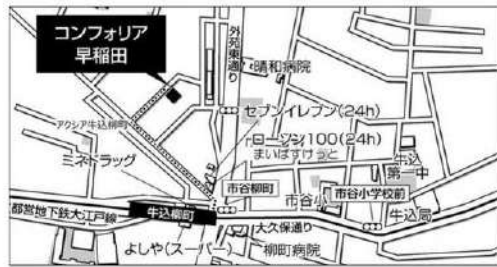 コンフォリア
早稲田
外苑東通り
晴和病院
セブンイレブン(24h)
アクシア牛込柳町
ローソン100(24h)
まいばすけっと
ミネドラッグ
市谷柳町
市谷小
市谷小学校前
牛込
第一中
都営地下鉄大江戸線
牛込柳町
大久保通り
牛込局
よしや(スーパー)
柳町病院